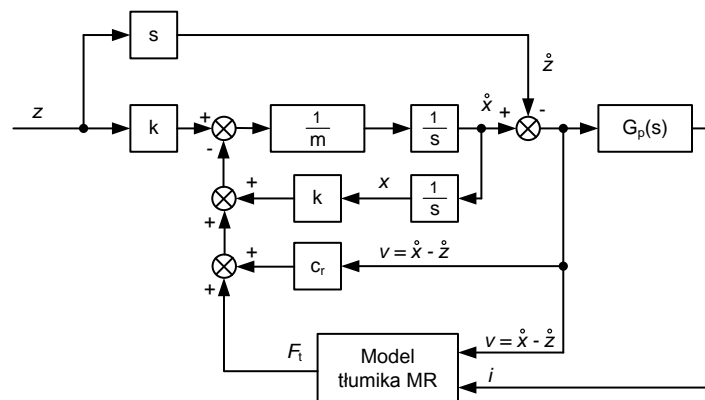 s
z
k
+
-
1
m
1
s
ẋ
+
-
ż
Gp(s)
+
k
x
1
s
+
+
cᵣ
v = ẋ - ż
+
Fₜ
Model
tłumika MR
v = ẋ - ż
i